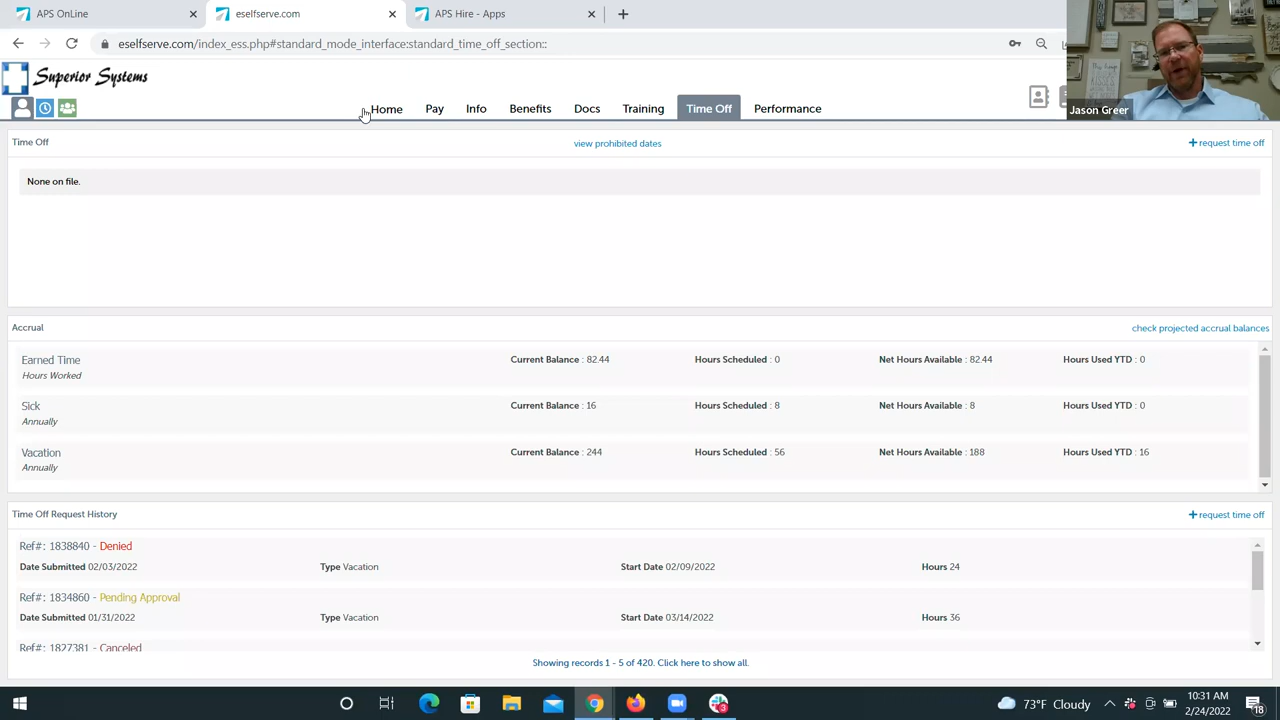 APS OnLine
eselfserve.com
APS Hire - Apps
eselfserve.com/index_ess.php#standard_mode_interface:standard_time_off_section::
Superior Systems
Home Pay Info Benefits Docs Training Time Off Performance
Jason Greer
Time Off
view prohibited dates
request time off
None on file.
Accrual
check projected accrual balances
Earned Time
Current Balance : 82.44 Hours Scheduled : 0 Net Hours Available : 82.44 Hours Used YTD : 0
Hours Worked
Sick
Current Balance : 16 Hours Scheduled : 8 Net Hours Available : 8 Hours Used YTD : 0
Annually
Vacation
Current Balance : 244 Hours Scheduled : 56 Net Hours Available : 188 Hours Used YTD : 16
Annually
Time Off Request History
request time off
Ref#: 1838840 - Denied
Date Submitted 02/03/2022 Type Vacation Start Date 02/09/2022 Hours 24
Ref#: 1834860 - Pending Approval
Date Submitted 01/31/2022 Type Vacation Start Date 03/14/2022 Hours 36
Ref#: 1827381 - Canceled
Showing records 1 - 5 of 420. Click here to show all.
73°F Cloudy
10:31 AM
2/24/2022
18
3